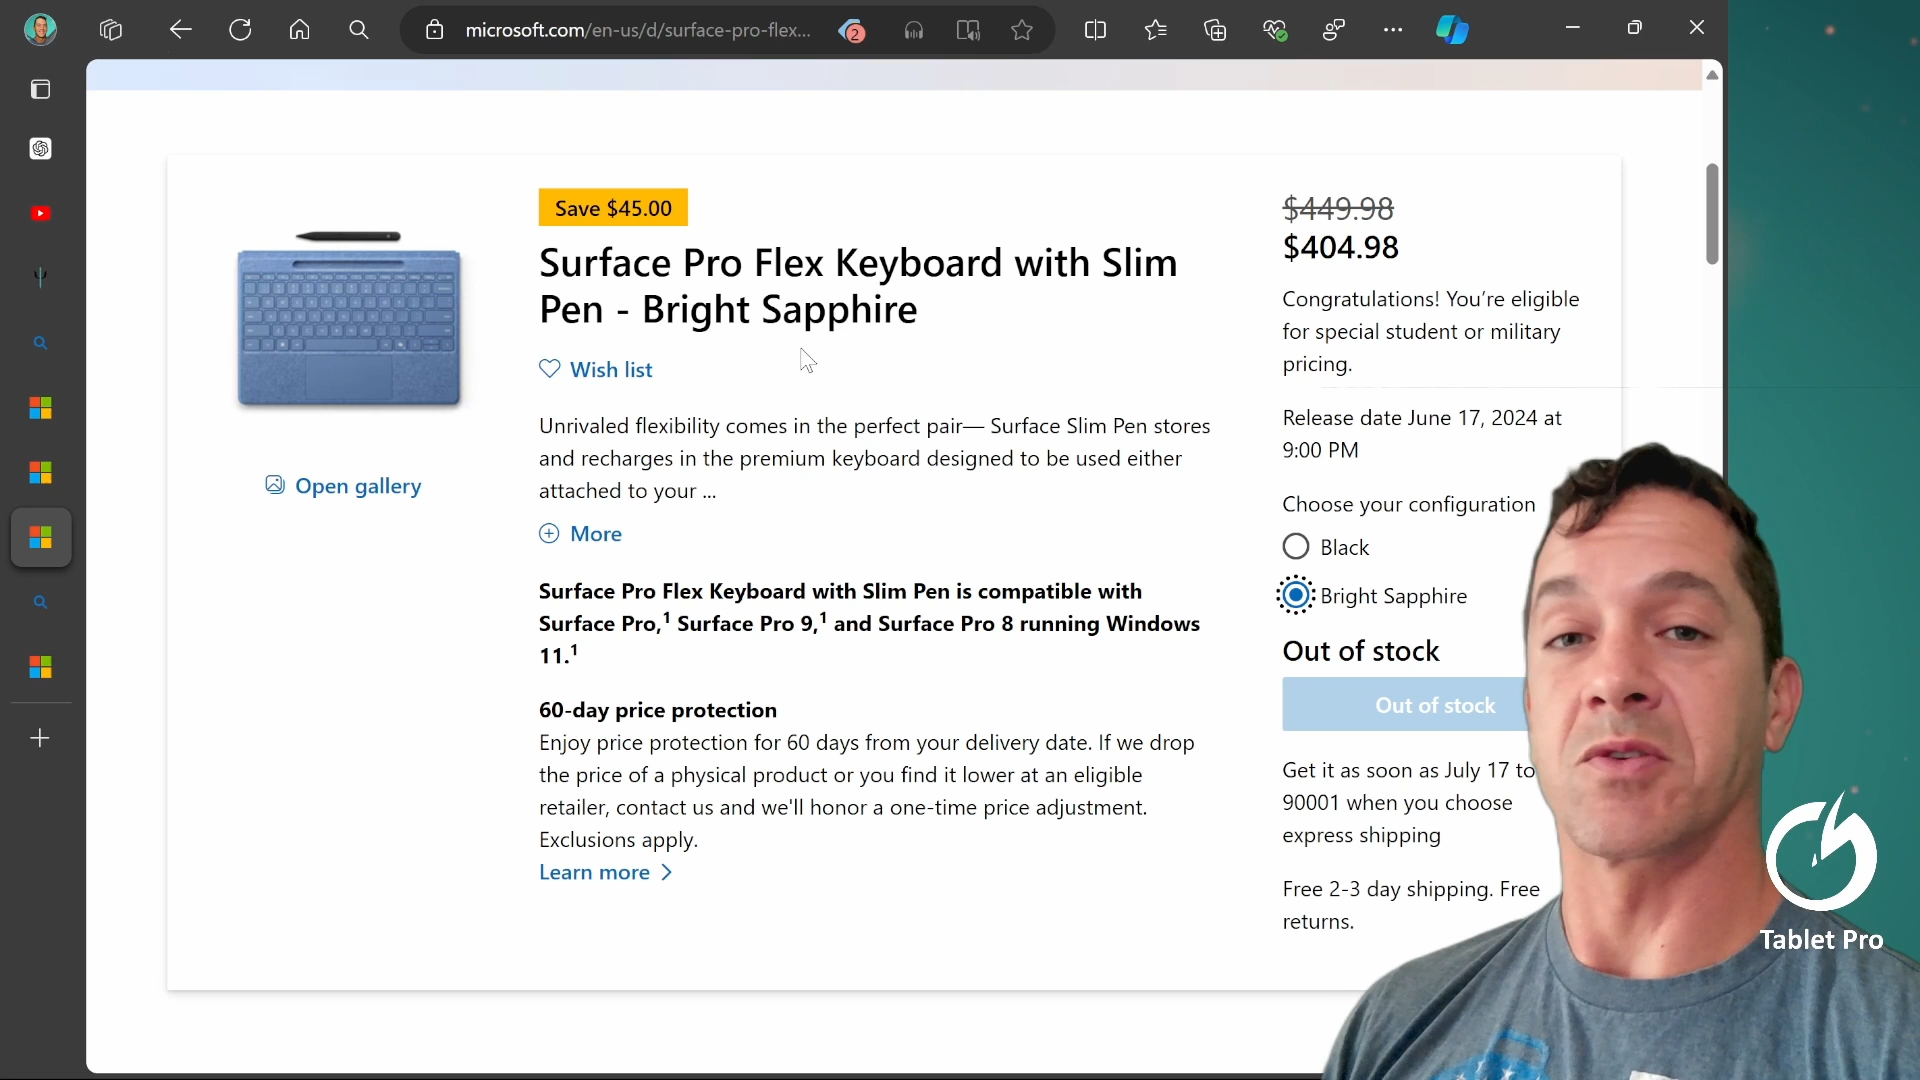 microsoft.com/en-us/d/surface-pro-flex...
2
Save $45.00
Surface Pro Flex Keyboard with Slim
Pen - Bright Sapphire
Wish list
Unrivaled flexibility comes in the perfect pair— Surface Slim Pen stores
and recharges in the premium keyboard designed to be used either
attached to your ...
More
Surface Pro Flex Keyboard with Slim Pen is compatible with
Surface Pro,¹ Surface Pro 9,¹ and Surface Pro 8 running Windows
11.¹
60-day price protection
Enjoy price protection for 60 days from your delivery date. If we drop
the price of a physical product or you find it lower at an eligible
retailer, contact us and we'll honor a one-time price adjustment.
Exclusions apply.
Learn more
Open gallery
$449.98
$404.98
Congratulations! You’re eligible
for special student or military
pricing.
Release date June 17, 2024 at
9:00 PM
Choose your configuration
Black
Bright Sapphire
Out of stock
Out of stock
Get it as soon as July 17 to
90001 when you choose
express shipping
Free 2-3 day shipping. Free
returns.
Tablet Pro